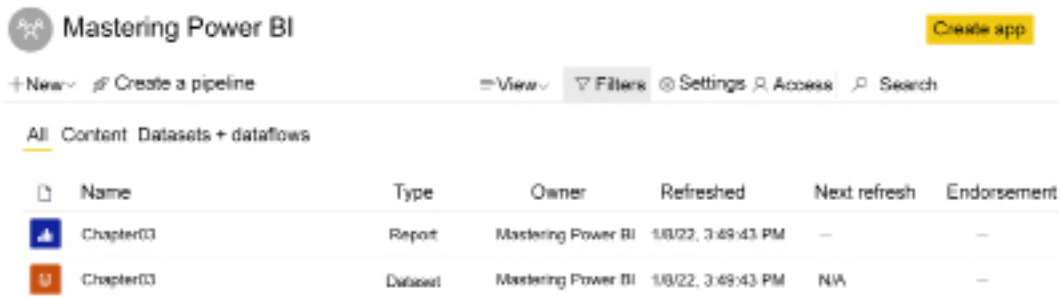 Mastering Power BI
Create app
New Create a pipeline View Filters Settings Access Search
All Content Datasets + dataflows
Name Type Owner Refreshed Next refresh Endorsement
Chapter03 Report Mastering Power BI 1/8/22, 3:49:43 PM —
Chapter03 Dataset Mastering Power BI 1/8/22, 3:49:43 PM N/A —